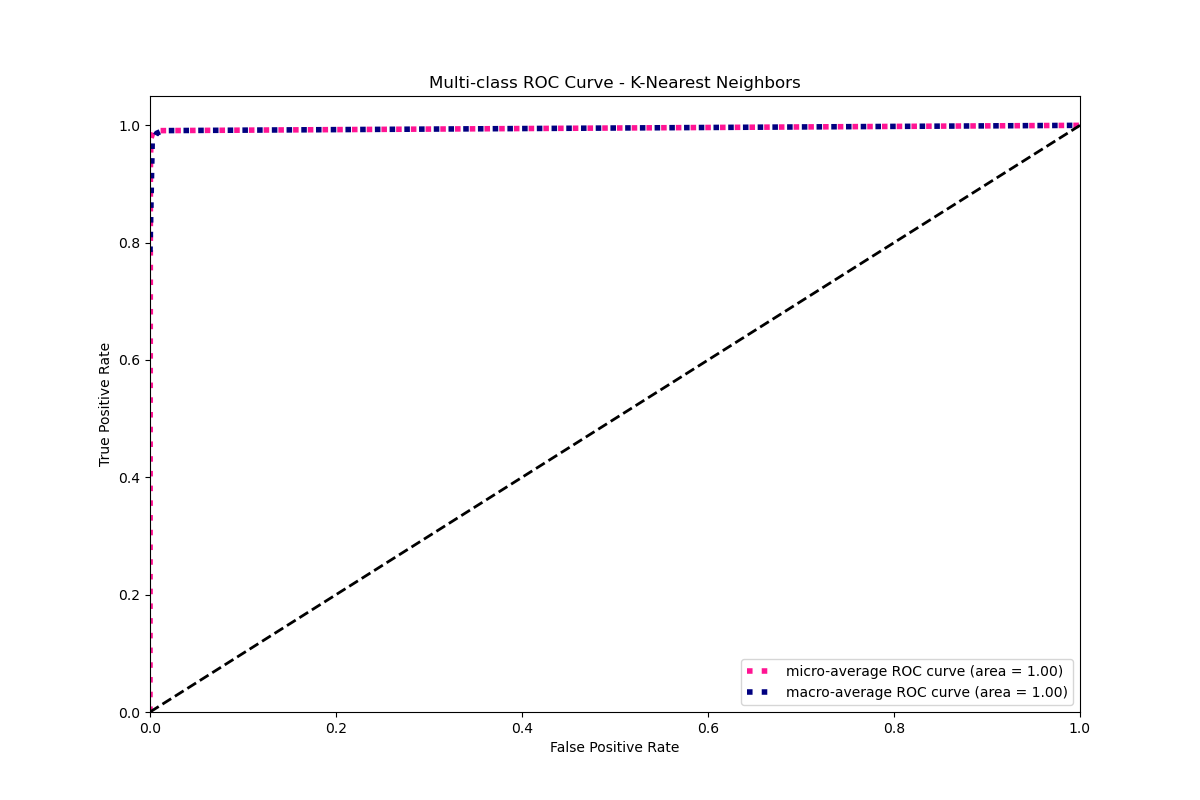 Multi-class ROC Curve - K-Nearest Neighbors
True Positive Rate
1.0
0.8
0.6
0.4
0.2
0.0
0.0 0.2 0.4 0.6 0.8 1.0
False Positive Rate
micro-average ROC curve (area = 1.00)
macro-average ROC curve (area = 1.00)